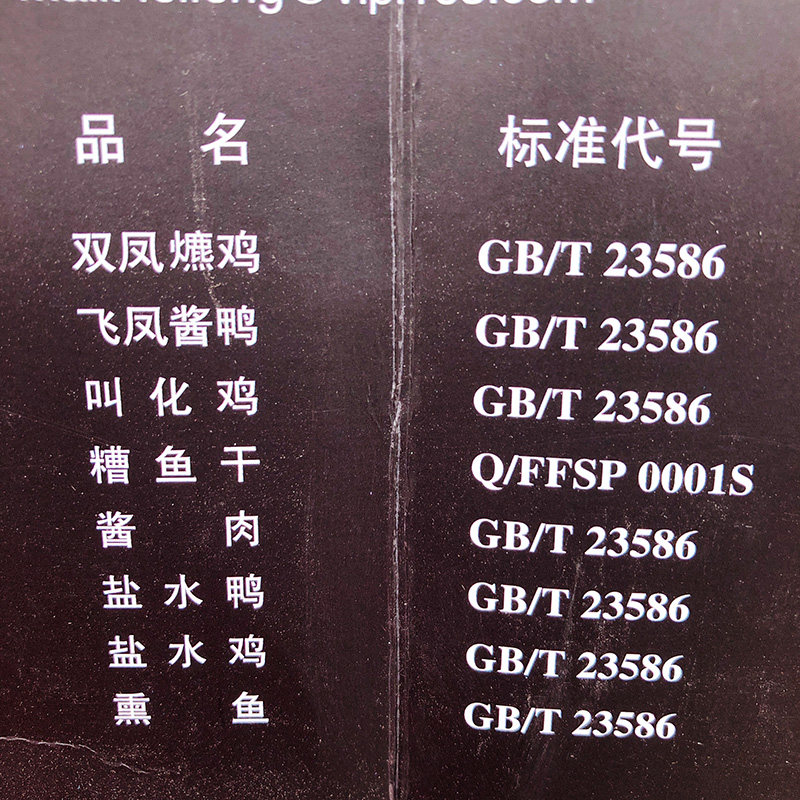 品 名 标准代号
双凤爊鸡 GB/T 23586
飞凤酱鸭 GB/T 23586
叫化鸡 GB/T 23586
糟鱼干 Q/FFSP 0001S
酱肉 GB/T 23586
盐水鸭 GB/T 23586
盐水鸡 GB/T 23586
熏鱼 GB/T 23586